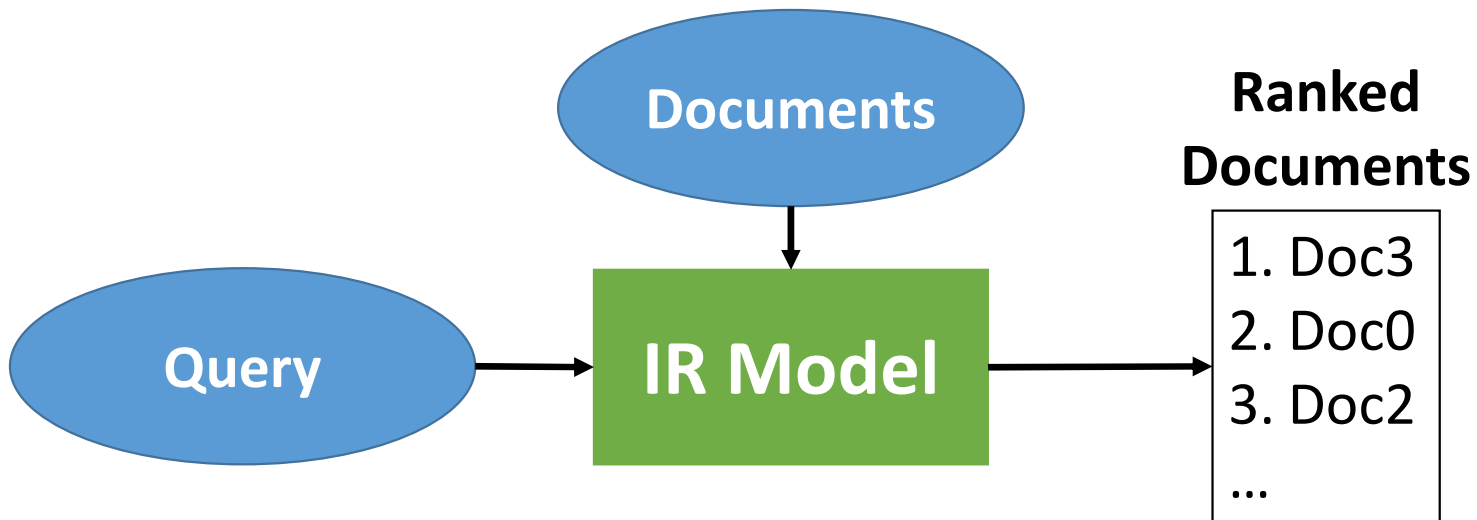 Documents
Ranked
Documents
Query
IR Model
1. Doc3
2. Doc0
3. Doc2
...